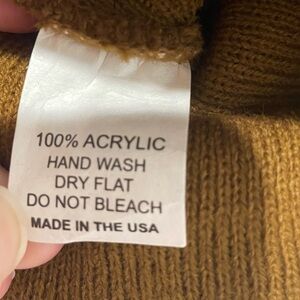 100% ACRYLIC
HAND WASH
DRY FLAT
DO NOT BLEACH
MADE IN THE USA